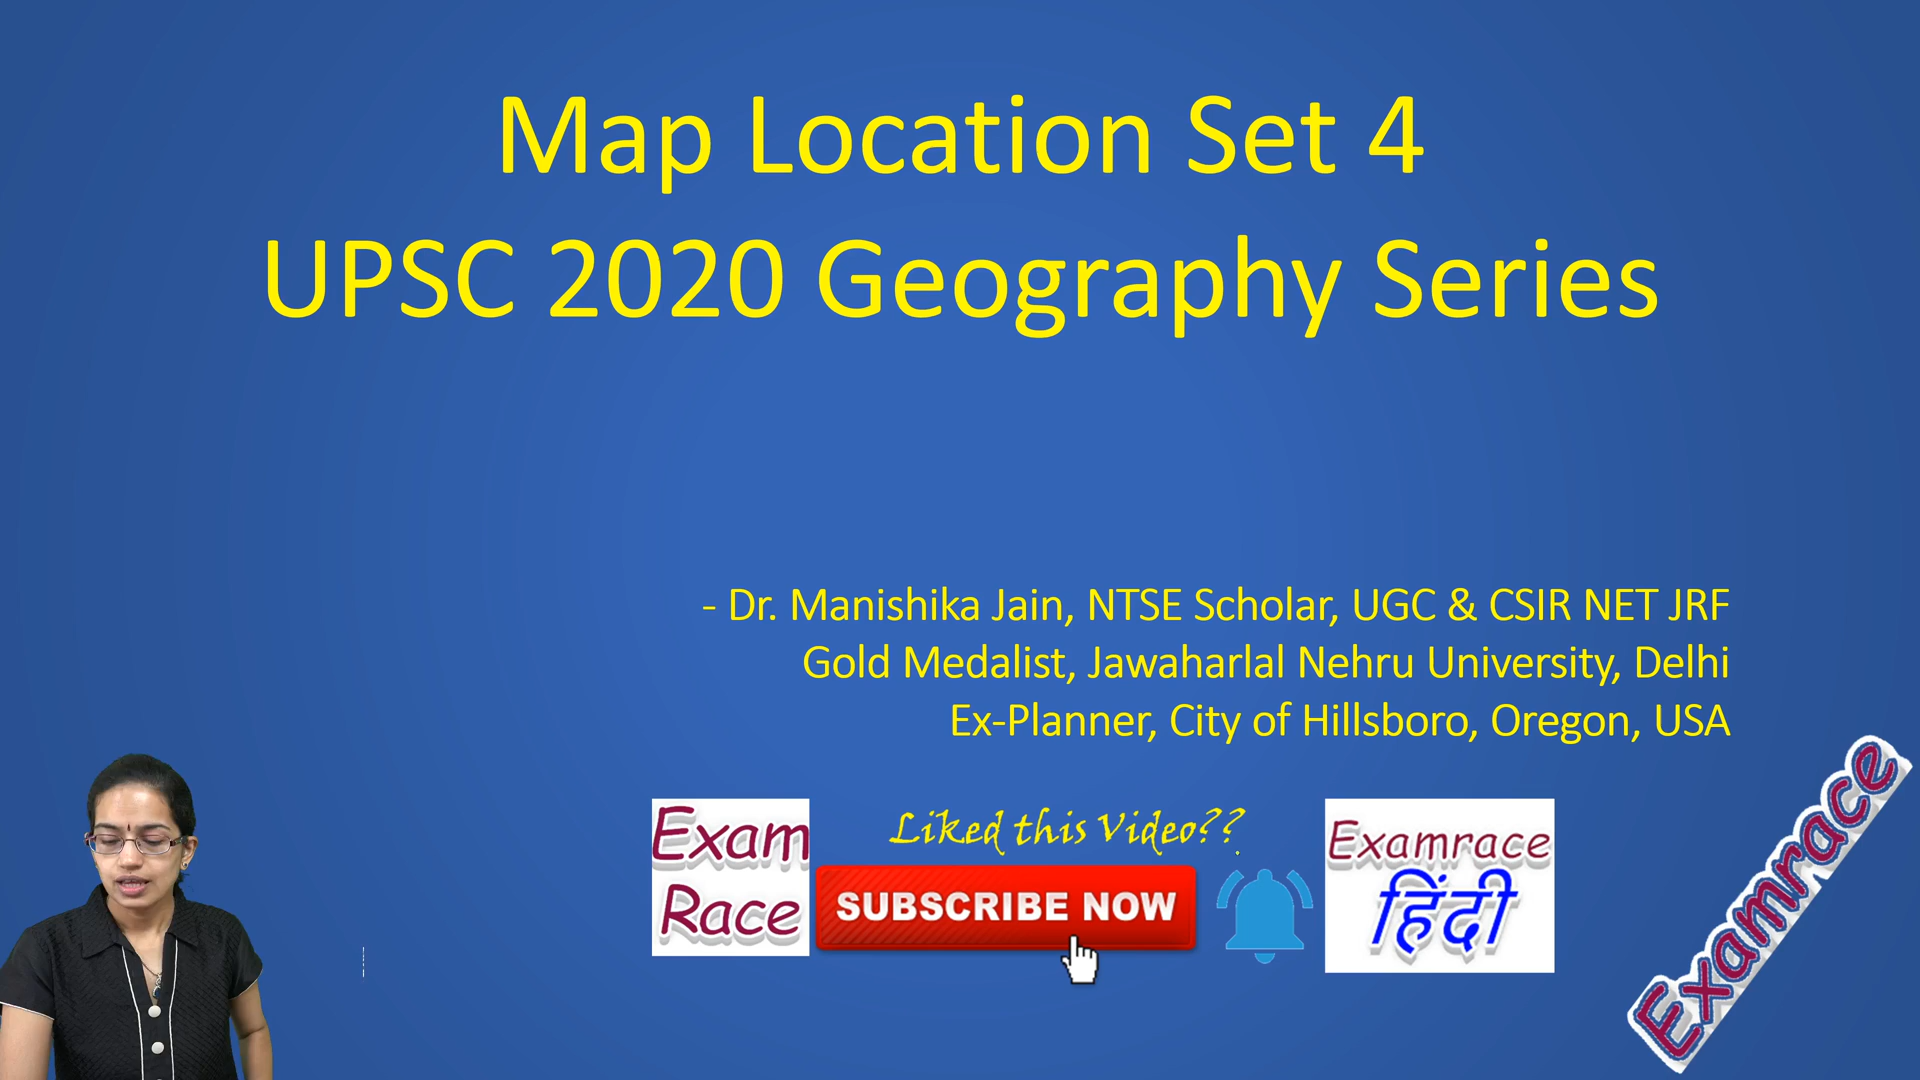 Map Location Set 4
UPSC 2020 Geography Series
- Dr. Manishika Jain, NTSE Scholar, UGC & CSIR NET JRF
Gold Medalist, Jawaharlal Nehru University, Delhi
Ex-Planner, City of Hillsboro, Oregon, USA
Exam
Race
Liked this Video??
SUBSCRIBE NOW
Examrace
हिंदी
Examrace